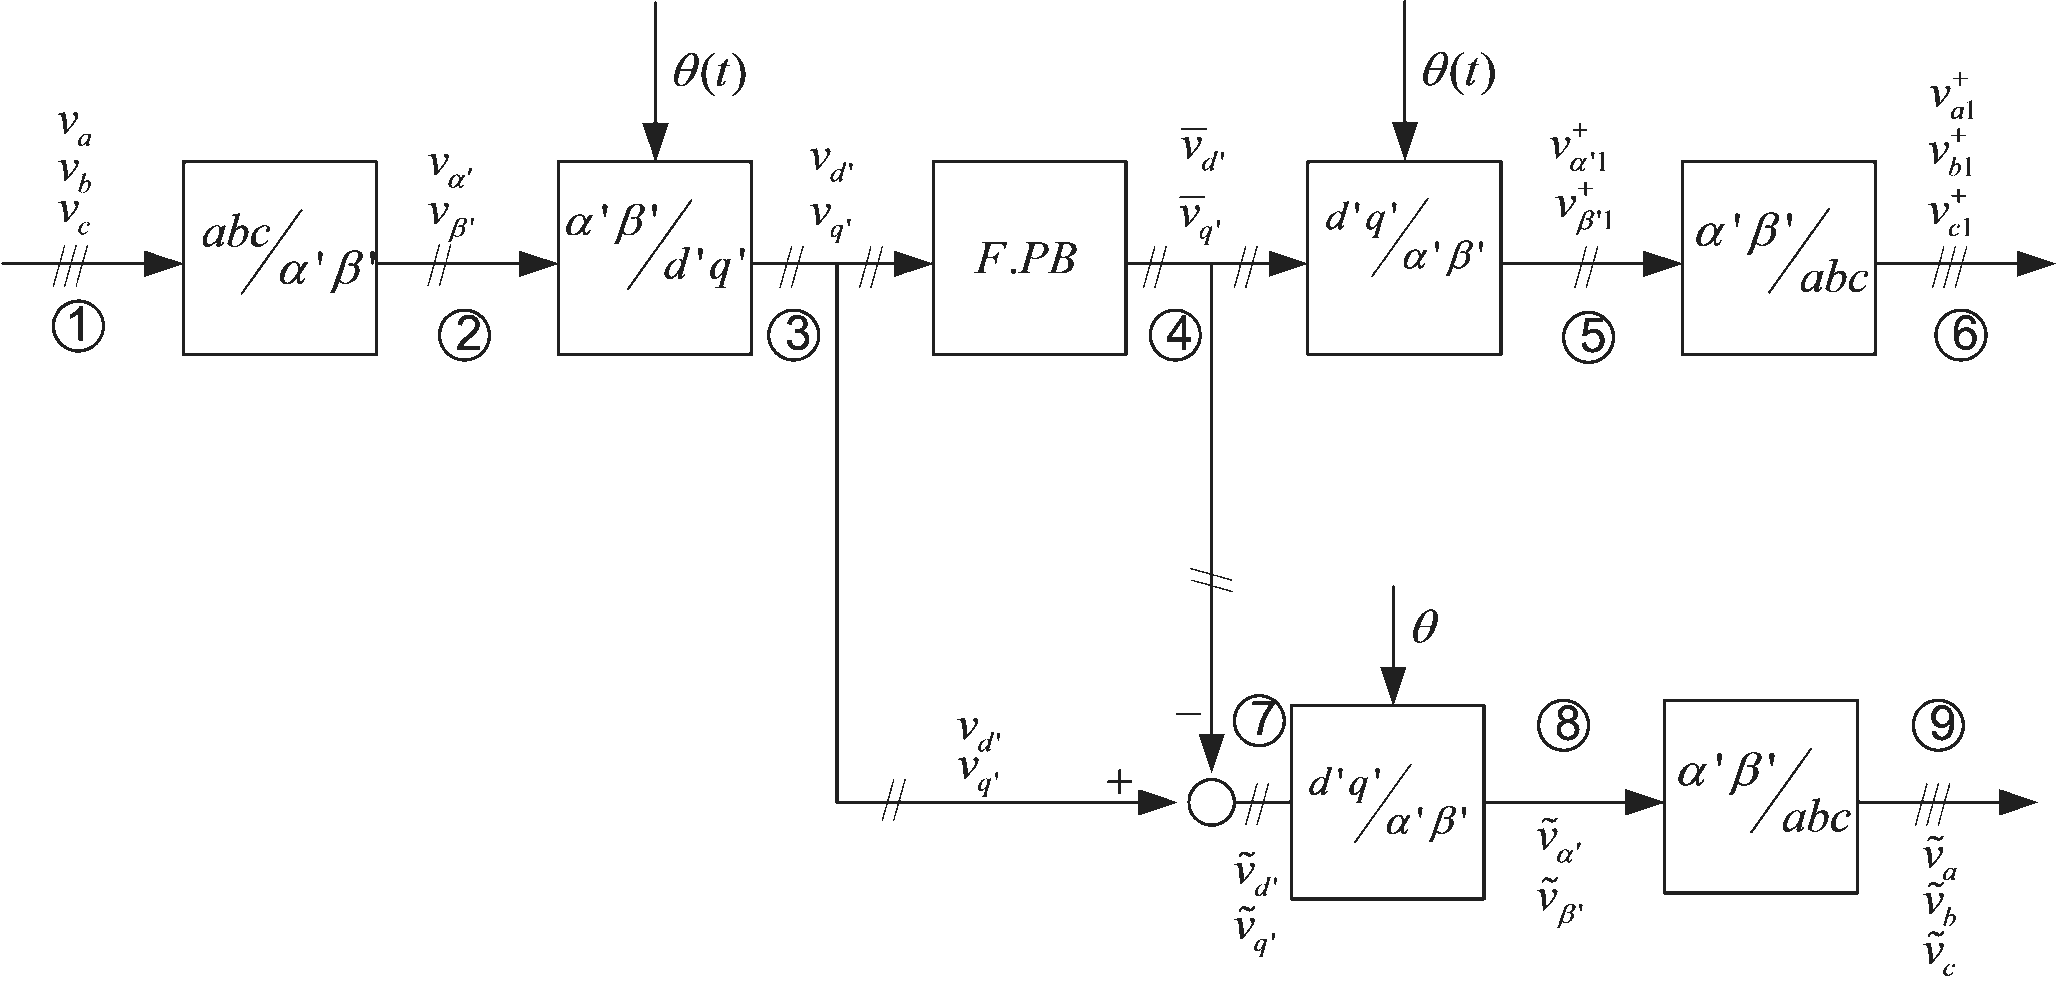 θ(t)
θ(t)
v_a
v_b
v_c
v_α'
v_β'
v_d'
v_q'
v̅_d'
v̅_q'
v⁺_α'1
v⁺_β'1
v⁺_a1
v⁺_b1
v⁺_c1
abc/α'β'
α'β'/d'q'
F.PB
d'q'/α'β'
α'β'/abc
①
②
③
④
⑤
⑥
θ
−
+
v_d'
v_q'
⑦
⑧
⑨
d'q'/α'β'
α'β'/abc
ṽ_d'
ṽ_q'
ṽ_α'
ṽ_β'
ṽ_a
ṽ_b
ṽ_c